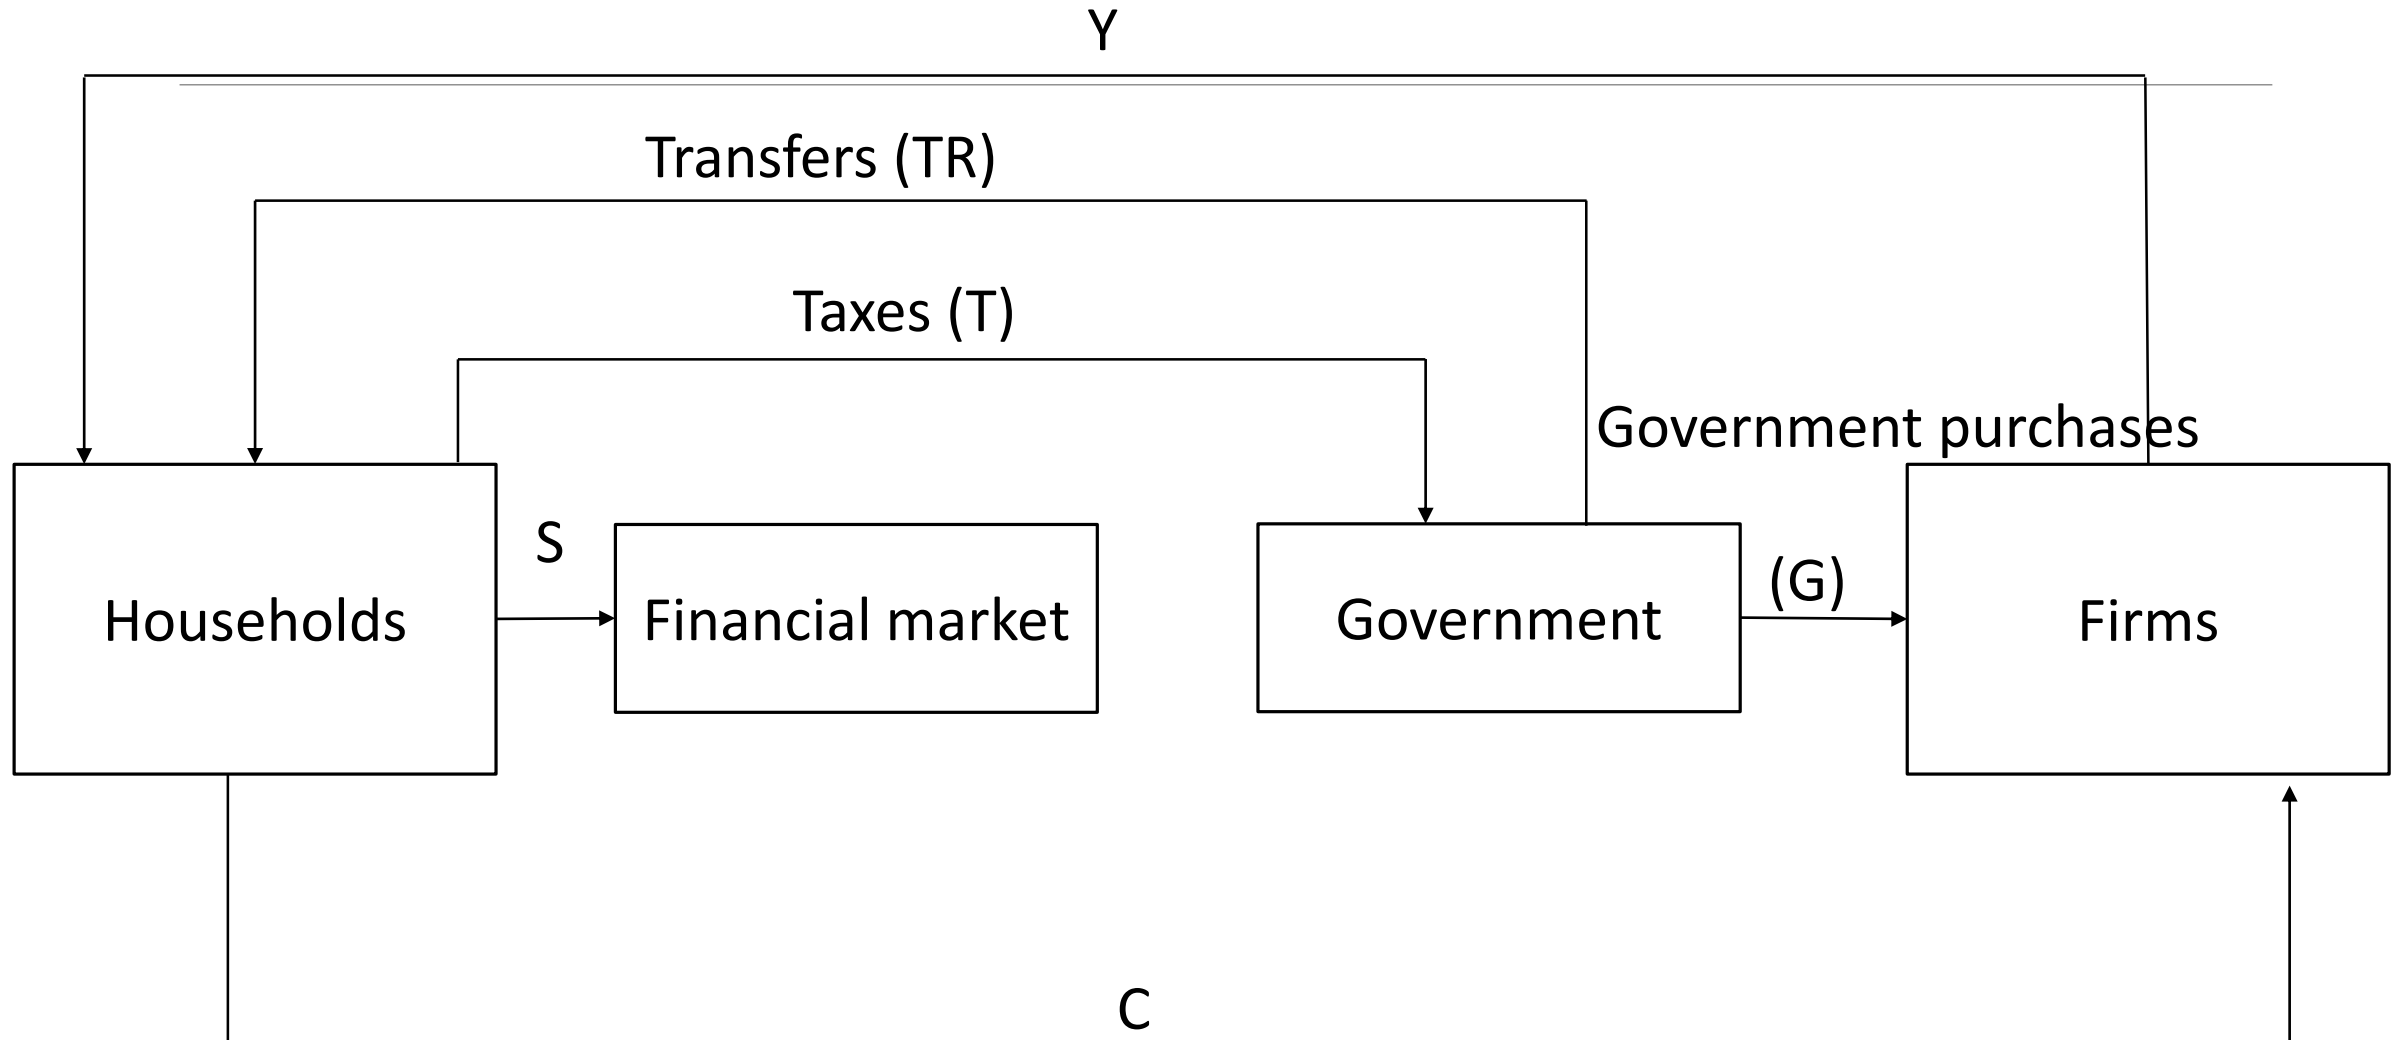 Y
Transfers (TR)
Taxes (T)
Government purchases
S
(G)
Households
Financial market
Government
Firms
C